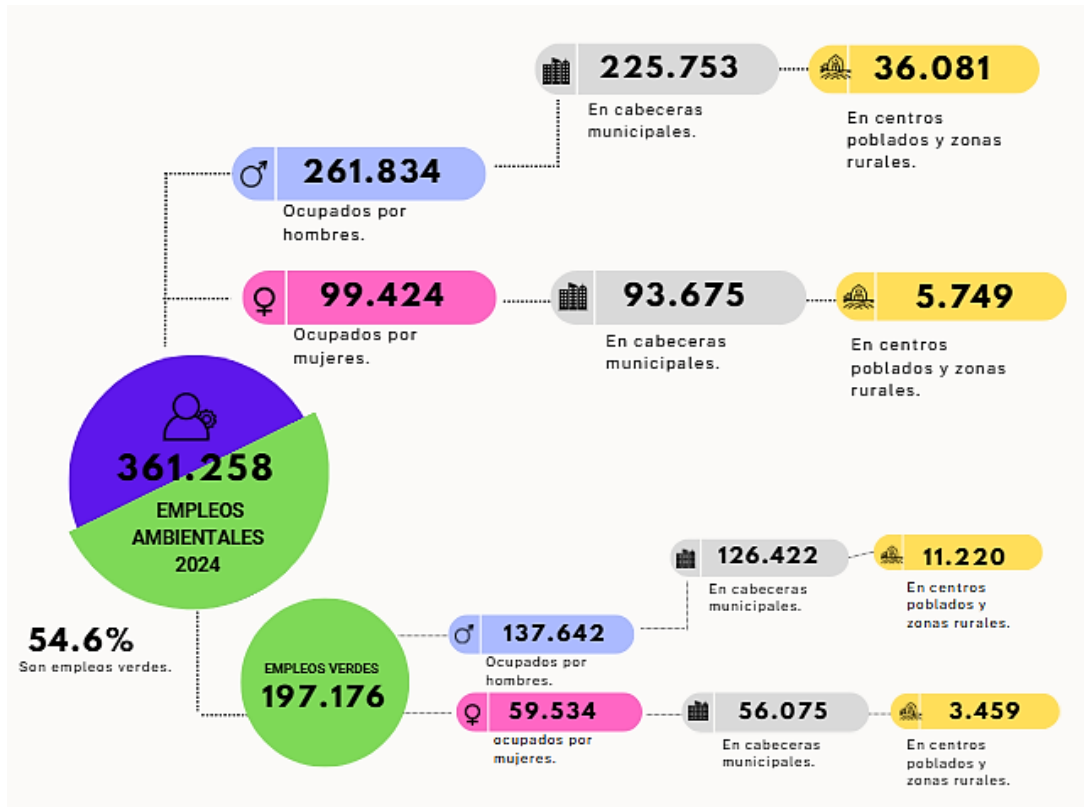 225.753
En cabeceras
municipales.
36.081
En centros
poblados y zonas
rurales.
261.834
Ocupados por
hombres.
99.424
Ocupados por
mujeres.
93.675
En cabeceras
municipales.
5.749
En centros
poblados y zonas
rurales.
361.258
EMPLEOS
AMBIENTALES
2024
54.6%
Son empleos verdes.
EMPLEOS VERDES
197.176
137.642
Ocupados por
hombres.
126.422
En cabeceras
municipales.
11.220
En centros
poblados y
zonas rurales.
59.534
ocupados por
mujeres.
56.075
En cabeceras
municipales.
3.459
En centros
poblados y
zonas rurales.